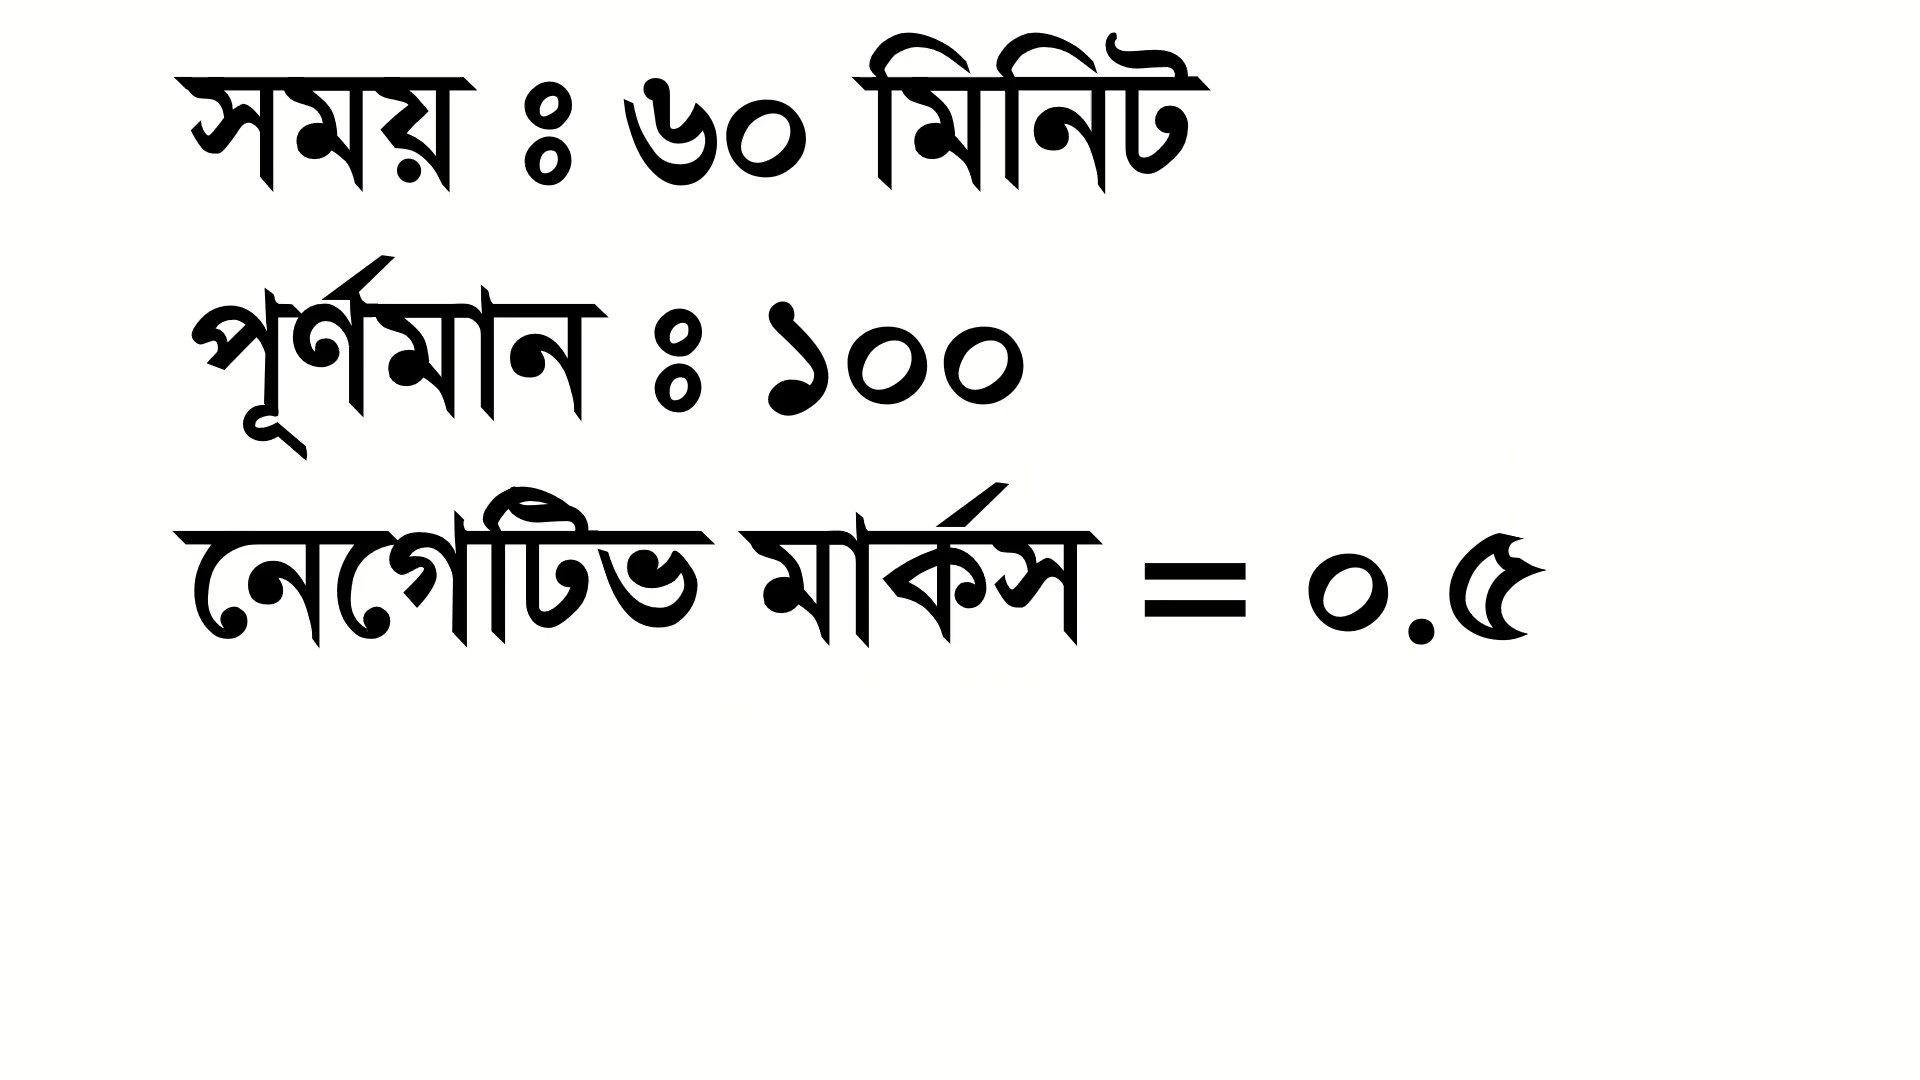 সময় ঃ ৬০ মিনিট
পূর্ণমান ঃ ১০০
নেগেটিভ মার্কস = ০.৫